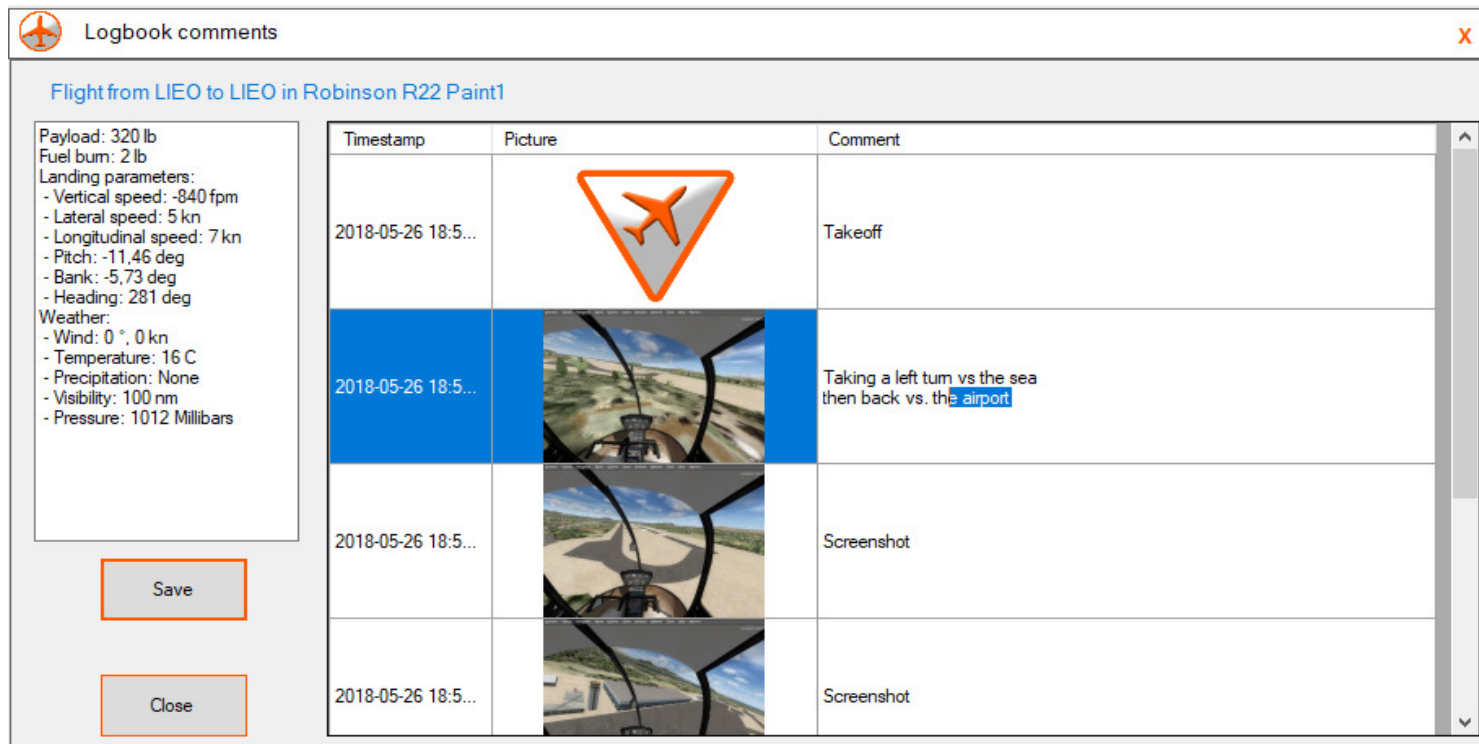 Logbook comments
X
Flight from LIEO to LIEO in Robinson R22 Paint1
Payload: 320 lb
Fuel burn: 2 lb
Landing parameters:
- Vertical speed: -840 fpm
- Lateral speed: 5 kn
- Longitudinal speed: 7 kn
- Pitch: -11,46 deg
- Bank: -5,73 deg
- Heading: 281 deg
Weather:
- Wind: 0 °, 0 kn
- Temperature: 16 C
- Precipitation: None
- Visibility: 100 nm
- Pressure: 1012 Millibars
Save
Close
Timestamp Picture Comment
2018-05-26 18:5... Takeoff
2018-05-26 18:5... Taking a left turn vs the sea
then back vs. the airport
2018-05-26 18:5... Screenshot
2018-05-26 18:5... Screenshot